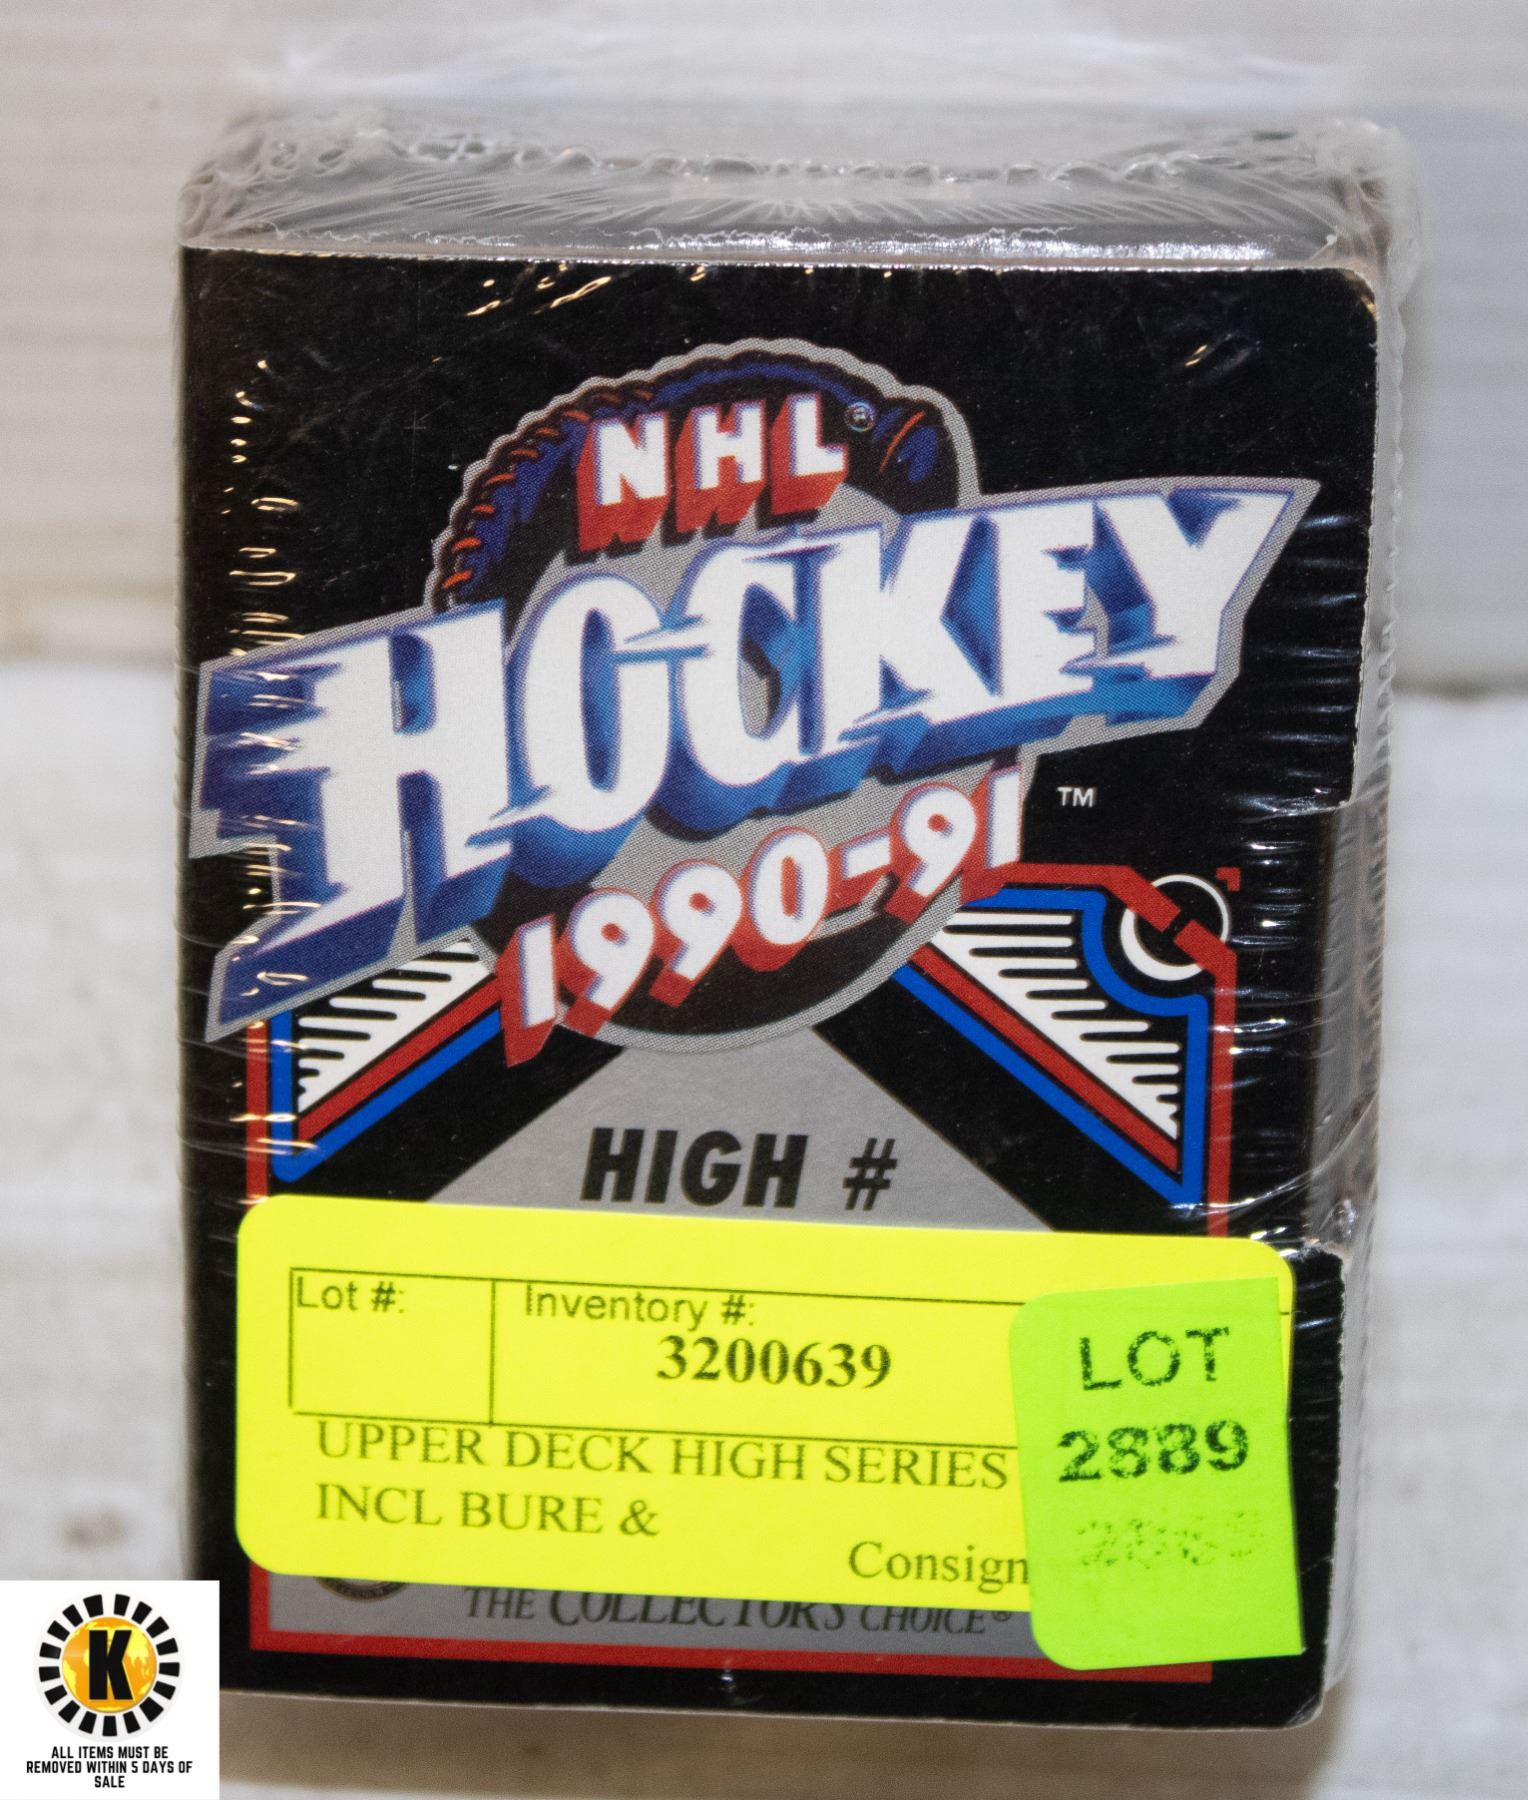 NHL®
HOCKEY
1990-91
TM
HIGH #
Lot #:
Inventory #:
3200639
UPPER DECK HIGH SERIES
INCL BURE &
Consign
LOT
2889
THE COLLECTOR'S CHOICE®
K
ALL ITEMS MUST BE
REMOVED WITHIN 5 DAYS OF
SALE